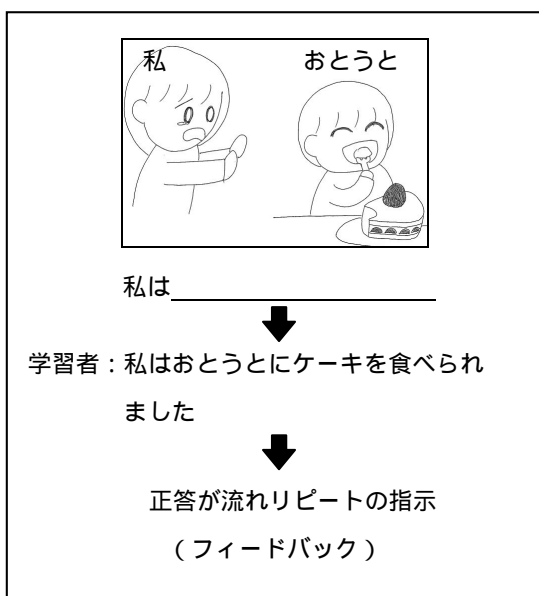 私 おとうと
私は
学習者：私はおとうとにケーキを食べられ
ました
正答が流れリピートの指示
（フィードバック）